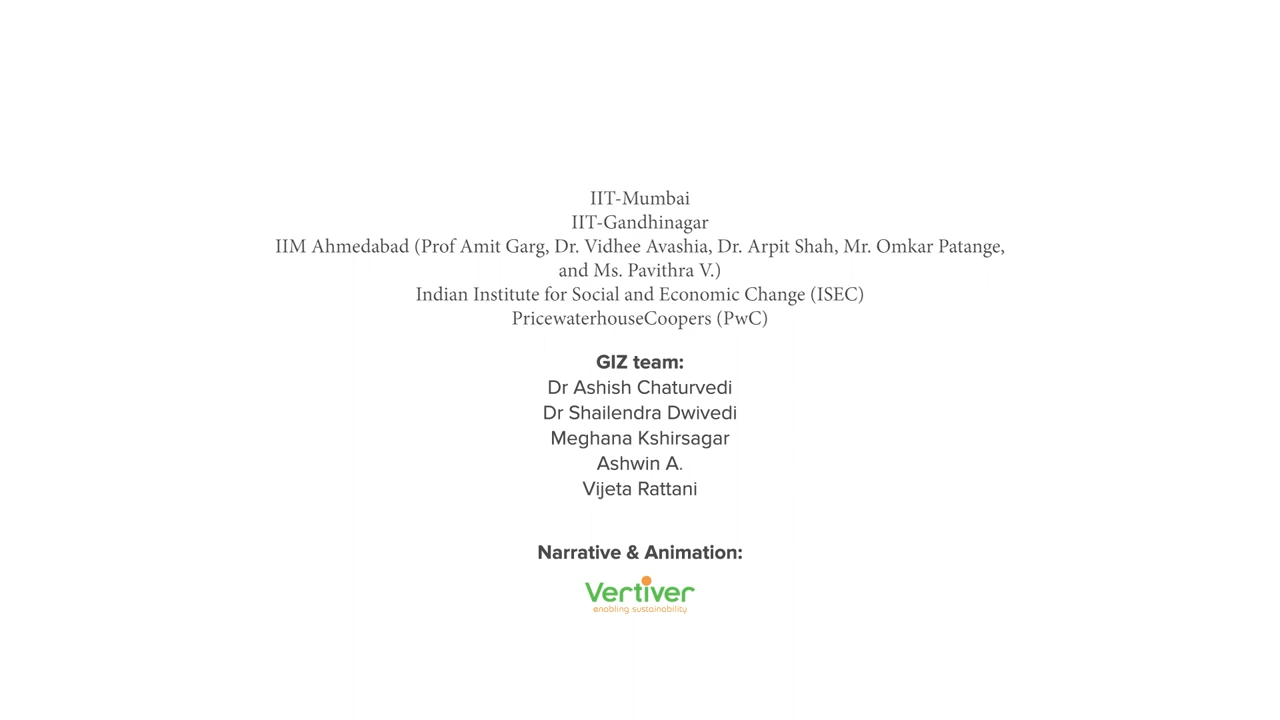 IIT-Mumbai
IIT-Gandhinagar
IIM Ahmedabad (Prof Amit Garg, Dr. Vidhee Avashia, Dr. Arpit Shah, Mr. Omkar Patange,
and Ms. Pavithra V.)
Indian Institute for Social and Economic Change (ISEC)
PricewaterhouseCoopers (PwC)
GIZ team:
Dr Ashish Chaturvedi
Dr Shailendra Dwivedi
Meghana Kshirsagar
Ashwin A.
Vijeta Rattani
Narrative & Animation:
Vertiver
enabling sustainability